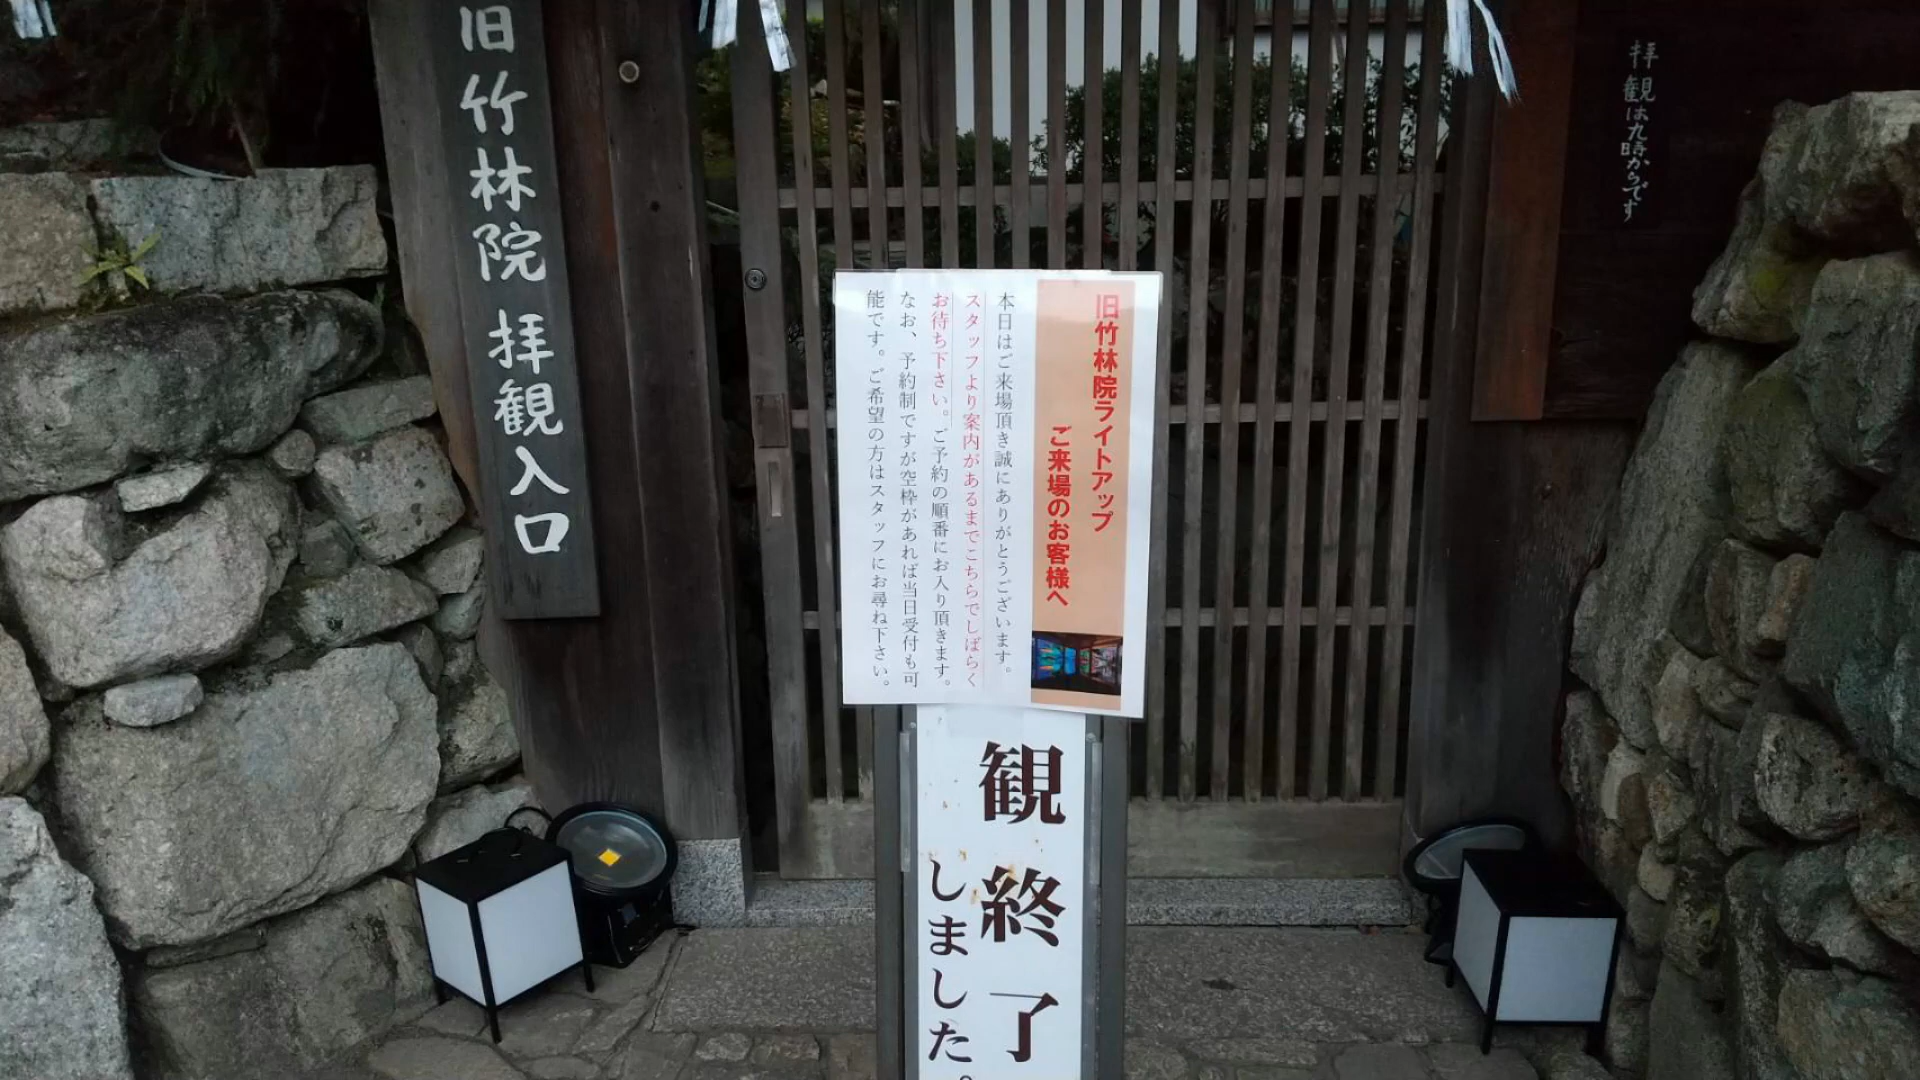 旧竹林院 拝観入口
拝観は九時からです
旧竹林院ライトアップ
ご来場のお客様へ
本日はご来場頂き誠にありがとうございます。
スタッフより案内があるまでこちらでしばらく
お待ち下さい。ご予約の順番にお入り頂きます。
なお、予約制ですが空枠があれば当日受付も可
能です。ご希望の方はスタッフにお尋ね下さい。
観終了
しました。